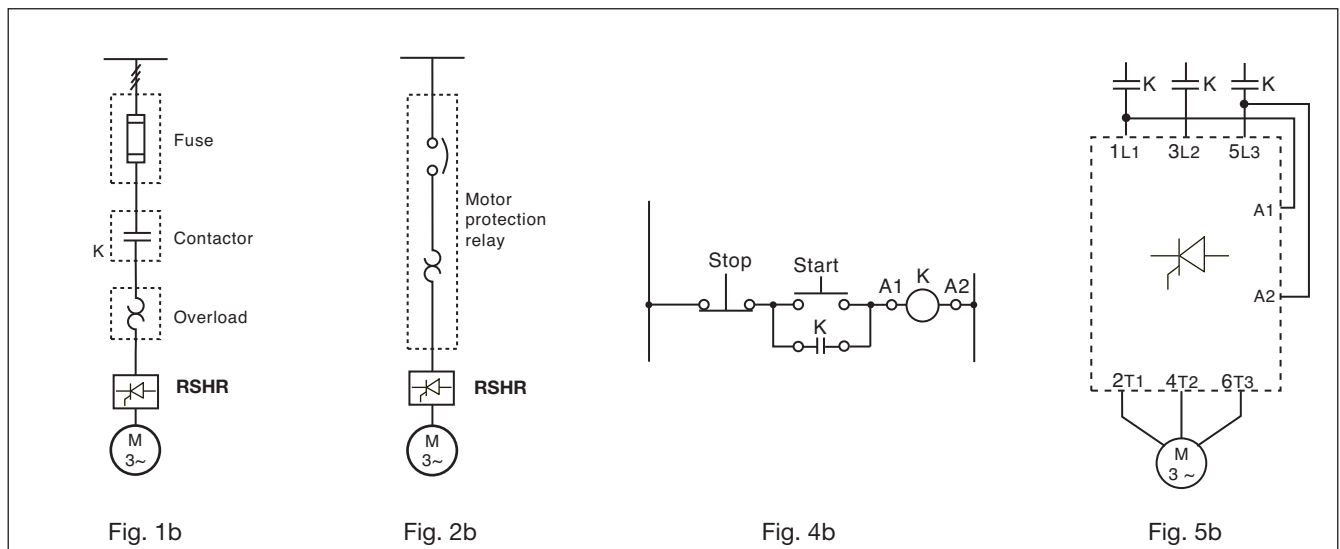 Fuse
K
Contactor
Overload
RSHR
M
3~
Fig. 1b
Motor
protection
relay
RSHR
M
3~
Fig. 2b
Stop
Start
A1
K
A2
K
Fig. 4b
K
K
K
1L1
3L2
5L3
A1
A2
2T1
4T2
6T3
M
3 ~
Fig. 5b